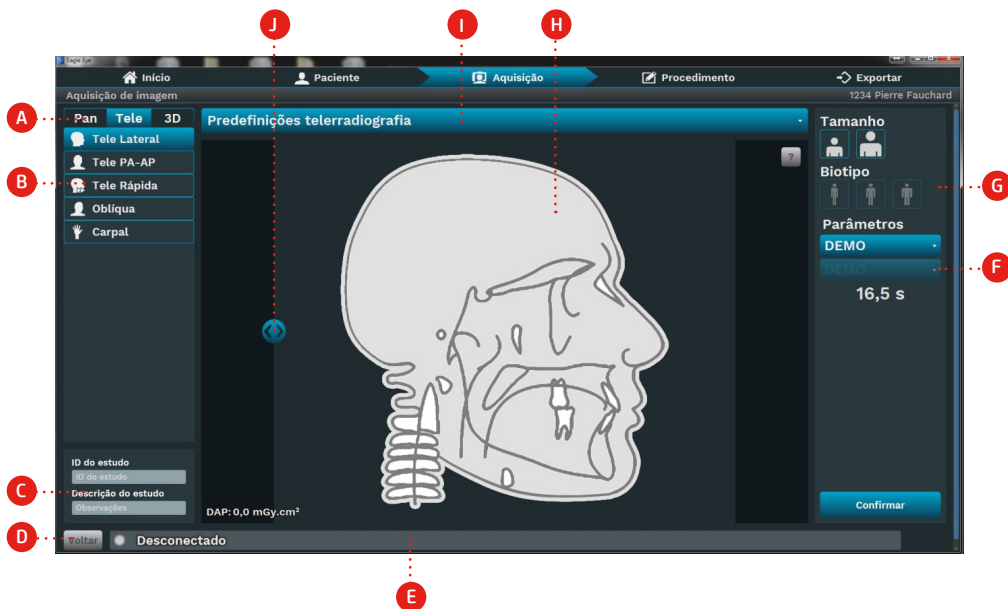 J
I
H
Eagle Eye
Início
Paciente
Aquisição
Procedimento
Exportar
Aquisição de imagem
1234 Pierre Fauchard
A
Pan Tele 3D
Predefinições telerradiografia
Tamanho
Tele Lateral
?
Tele PA-AP
Biotipo
B
Tele Rápida
G
Oblíqua
Parâmetros
Carpal
DEMO
DEMO
F
16,5 s
ID do estudo
ID do estudo
C
Descrição do estudo
Observações
DAP: 0,0 mGy.cm²
Confirmar
D
Voltar
Desconectado
E